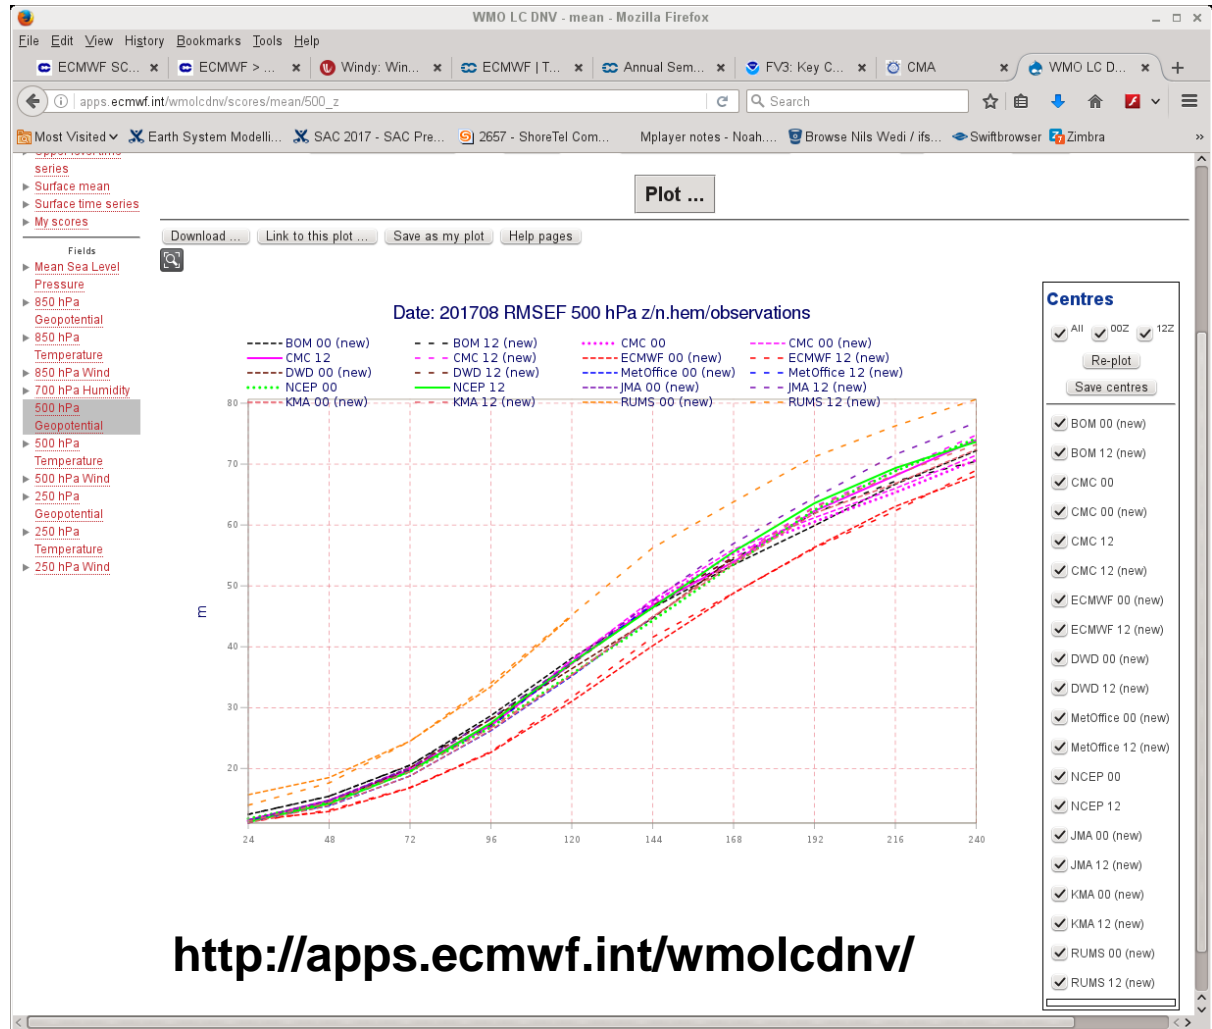 WMO LC DNV - mean - Mozilla Firefox
File Edit View History Bookmarks Tools Help
ECMWF SC... ECMWF > ... Windy: Win... ECMWF | T... Annual Sem... FV3: Key C... CMA WMO LC D...
apps.ecmwf.int/wmolcdnv/scores/mean/500_z Search
Most Visited Earth System Modelli... SAC 2017 - SAC Pre... 2657 - ShoreTel Com... Mplayer notes - Noah.... Browse Nils Wedi / ifs... Swiftbrowser Zimbra »
series
Surface mean
Surface time series
My scores
Fields
Mean Sea Level
Pressure
850 hPa
Geopotential
850 hPa
Temperature
850 hPa Wind
700 hPa Humidity
500 hPa
Geopotential
500 hPa
Temperature
500 hPa Wind
250 hPa
Geopotential
250 hPa
Temperature
250 hPa Wind
Plot ...
Download ... Link to this plot ... Save as my plot Help pages
Date: 201708 RMSEF 500 hPa z/n.hem/observations
BOM 00 (new) BOM 12 (new) CMC 00 CMC 00 (new)
CMC 12 CMC 12 (new) ECMWF 00 (new) ECMWF 12 (new)
DWD 00 (new) DWD 12 (new) MetOffice 00 (new) MetOffice 12 (new)
NCEP 00 NCEP 12 JMA 00 (new) JMA 12 (new)
KMA 00 (new) KMA 12 (new) RUMS 00 (new) RUMS 12 (new)
80
70
60
50
40
30
20
m
24 48 72 96 120 144 168 192 216 240
Centres
All 00Z 12Z
Re-plot
Save centres
BOM 00 (new)
BOM 12 (new)
CMC 00
CMC 00 (new)
CMC 12
CMC 12 (new)
ECMWF 00 (new)
ECMWF 12 (new)
DWD 00 (new)
DWD 12 (new)
MetOffice 00 (new)
MetOffice 12 (new)
NCEP 00
NCEP 12
JMA 00 (new)
JMA 12 (new)
KMA 00 (new)
KMA 12 (new)
RUMS 00 (new)
RUMS 12 (new)
http://apps.ecmwf.int/wmolcdnv/